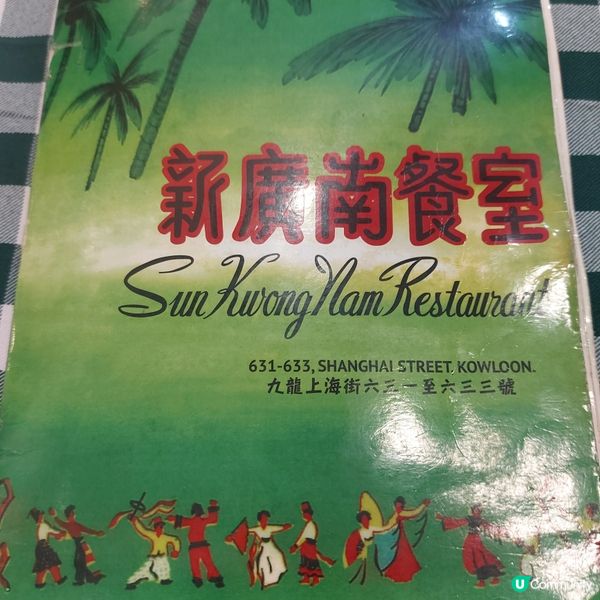 新廣南餐室
Sun Kwong Nam Restaurant
631-633, SHANGHAI STREET. KOWLOON.
九龍上海街六三一至六三三號
U Community